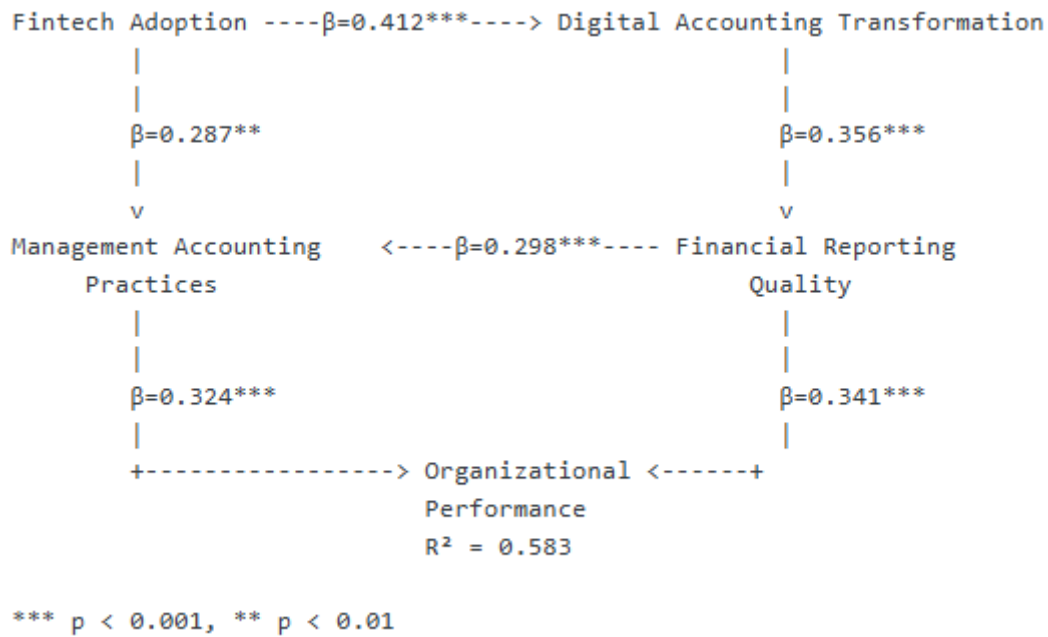 Fintech Adoption ----β=0.412***----> Digital Accounting Transformation
| |
| |
β=0.287** β=0.356***
| |
v v
Management Accounting <----β=0.298***---- Financial Reporting
Practices Quality
| |
| |
β=0.324*** β=0.341***
| |
+-----------------> Organizational <------+
Performance
R² = 0.583
*** p < 0.001, ** p < 0.01